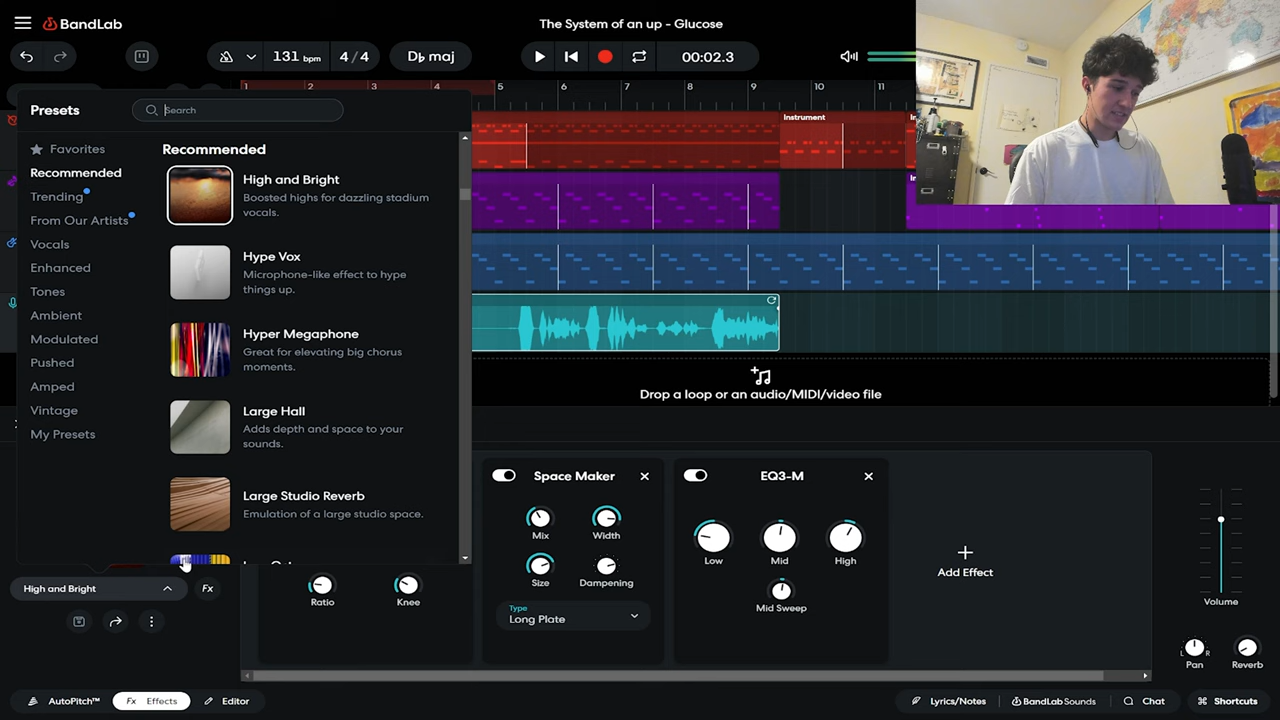 BandLab
The System of an up - Glucose
131 bpm
4/4
D♭ maj
00:02.3
1 2 3 4 5 6 7 8 9 10 11
Presets
Search
Favorites
Recommended
Trending
From Our Artists
Vocals
Enhanced
Tones
Ambient
Modulated
Pushed
Amped
Vintage
My Presets
Recommended
High and Bright
Boosted highs for dazzling stadium
vocals.
Hype Vox
Microphone-like effect to hype
things up.
Hyper Megaphone
Great for elevating big chorus
moments.
Large Hall
Adds depth and space to your
sounds.
Large Studio Reverb
Emulation of a large studio space.
Instrument
Drop a loop or an audio/MIDI/video file
High and Bright
Fx
Ratio
Knee
Space Maker
Mix
Width
Size
Dampening
Type
Long Plate
EQ3-M
Low
Mid
High
Mid Sweep
Add Effect
Volume
L R
Pan
Reverb
AutoPitch™
Fx Effects
Editor
Lyrics/Notes
BandLab Sounds
Chat
Shortcuts